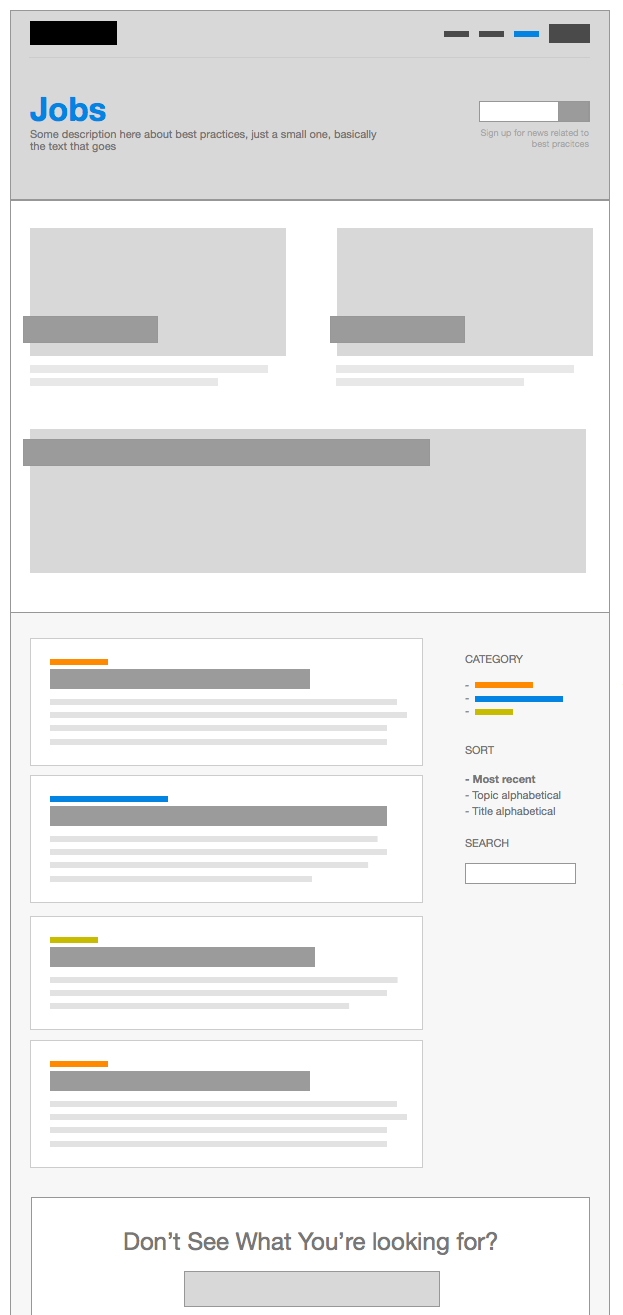 Jobs
Some description here about best practices, just a small one, basically
the text that goes
Sign up for news related to
best pracitces
CATEGORY
-
-
-
SORT
- Most recent
- Topic alphabetical
- Title alphabetical
SEARCH
Don’t See What You’re looking for?